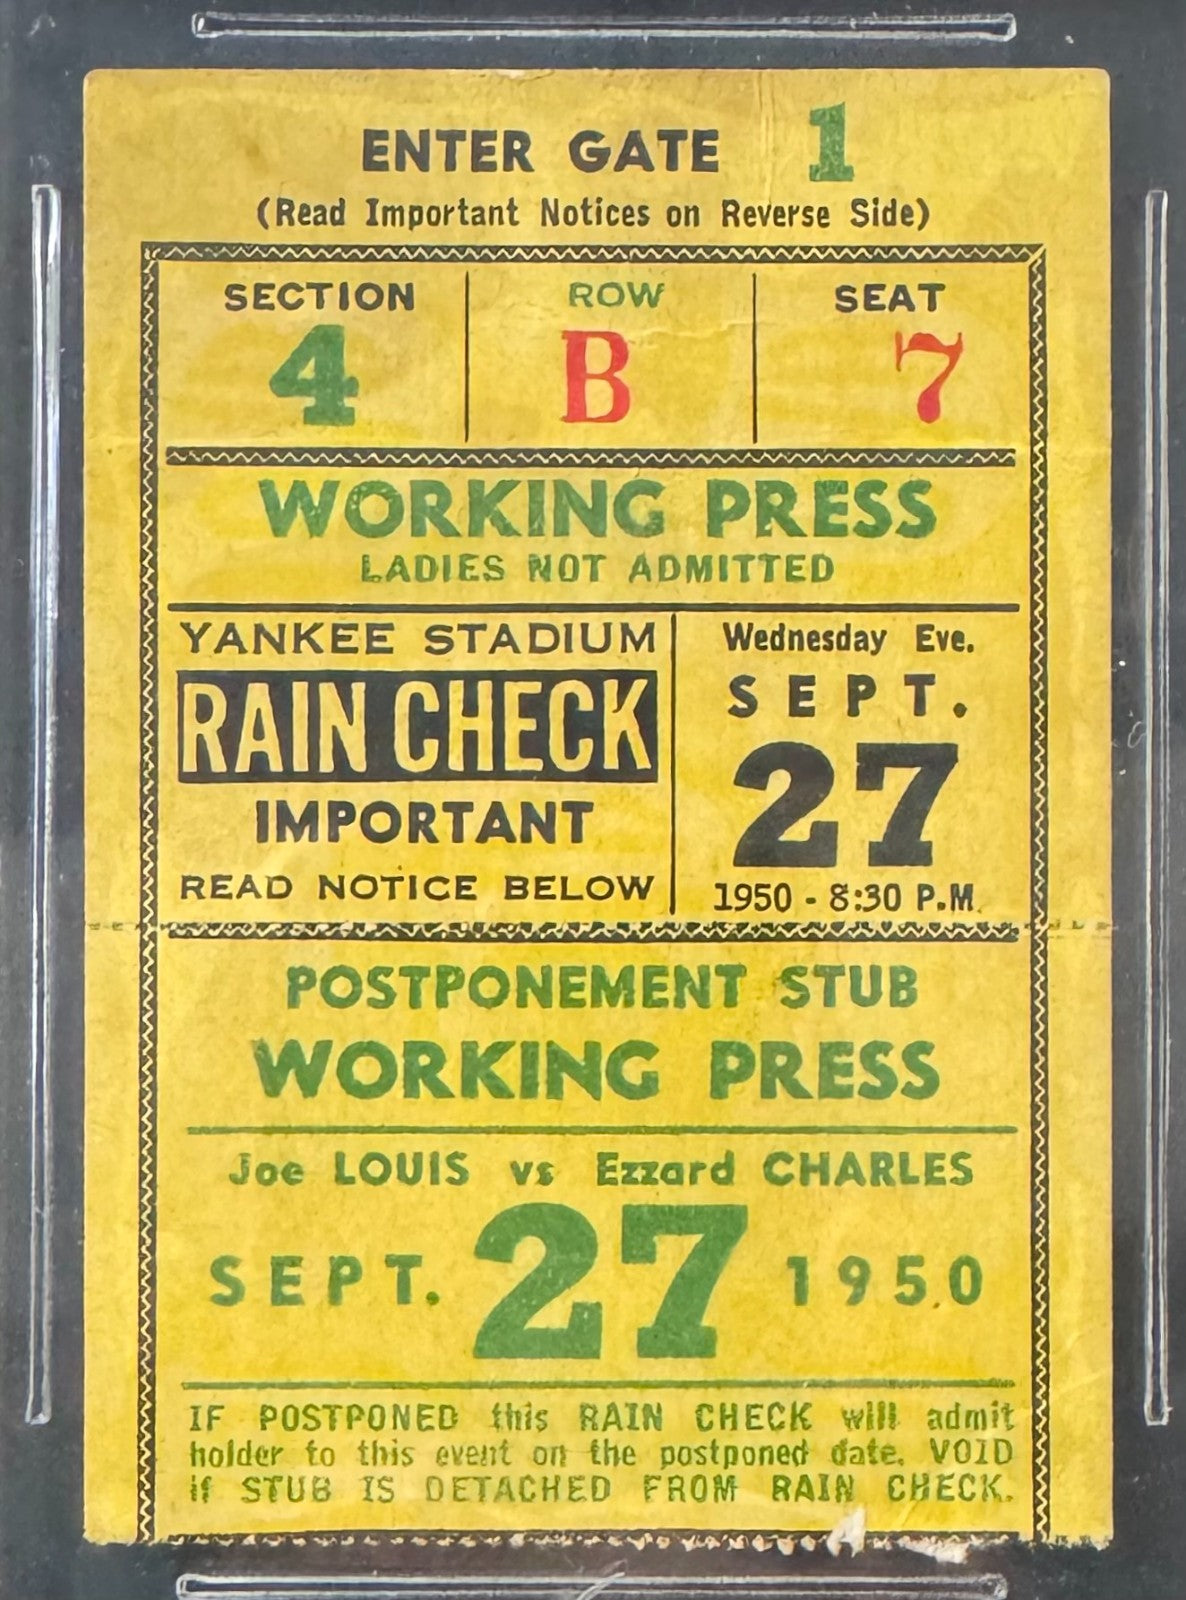 ENTER GATE 1
(Read Important Notices on Reverse Side)
SECTION ROW SEAT
4 B 7
WORKING PRESS
LADIES NOT ADMITTED
YANKEE STADIUM
RAIN CHECK
IMPORTANT
READ NOTICE BELOW
Wednesday Eve.
SEPT.
27
1950 - 8:30 P.M.
POSTPONEMENT STUB
WORKING PRESS
Joe LOUIS vs Ezzard CHARLES
SEPT. 27 1950
IF POSTPONED this RAIN CHECK will admit
holder to this event on the postponed date. VOID
if STUB IS DETACHED FROM RAIN CHECK.